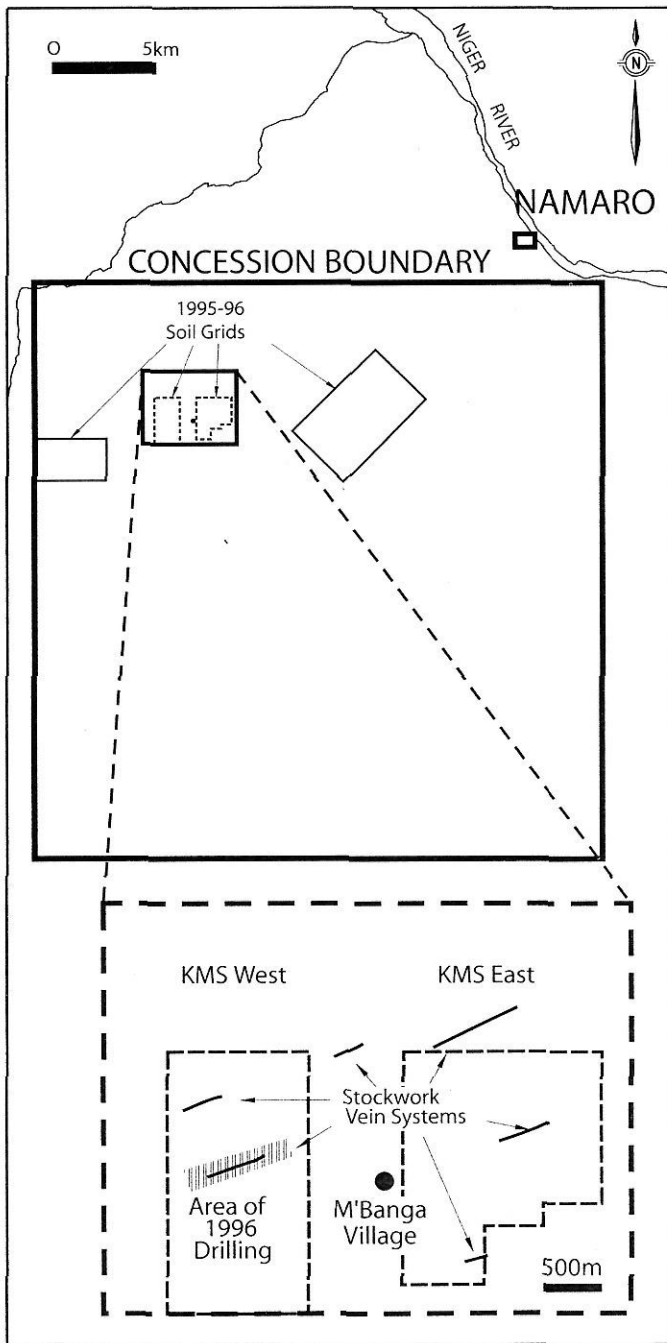 O 5km
N
NIGER
RIVER
NAMARO
CONCESSION BOUNDARY
1995-96
Soil Grids
KMS West
KMS East
Stockwork
Vein Systems
Area of
1996
Drilling
M'Banga
Village
500m